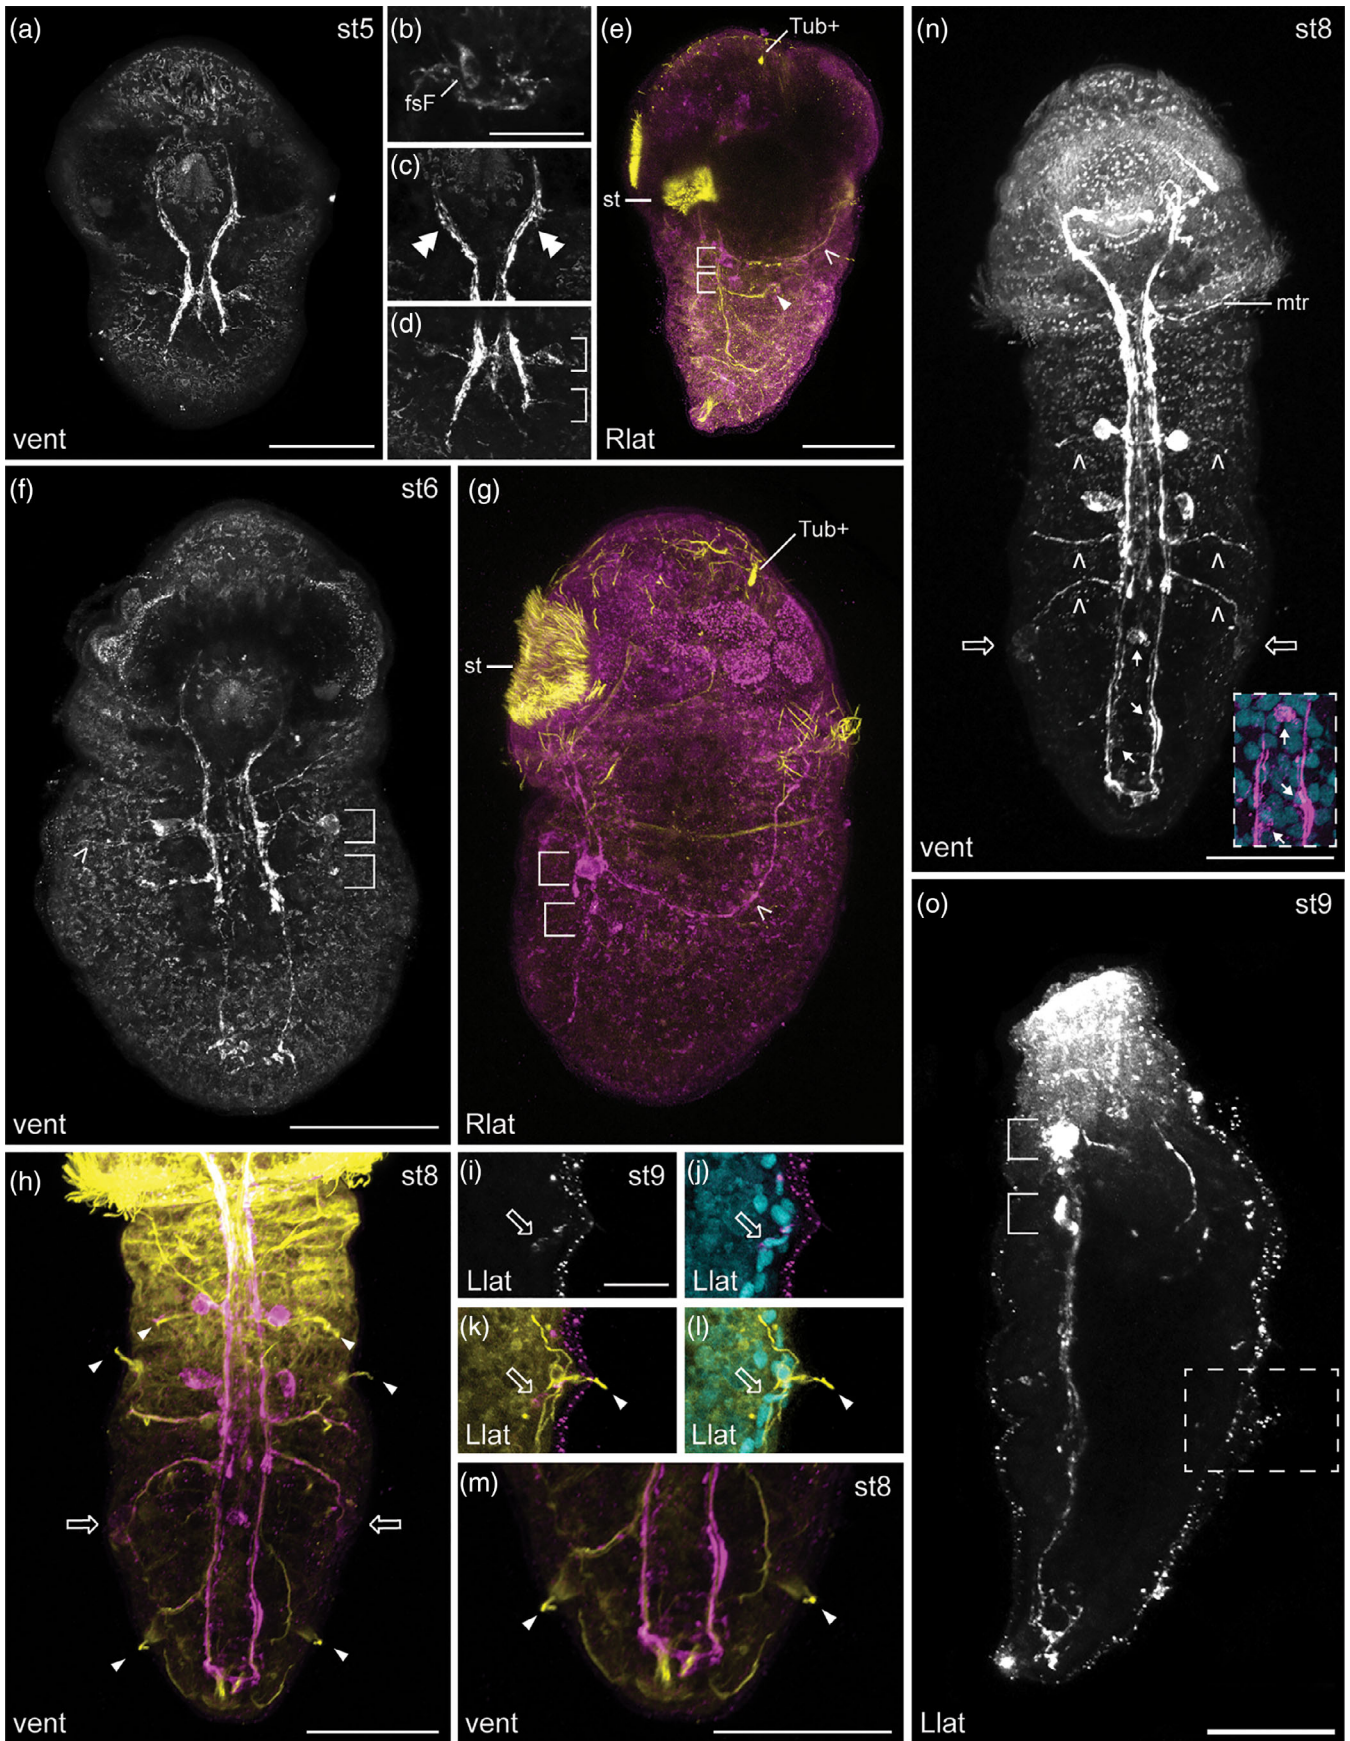 (a) st5
vent
(b)
fsF
(c)
(d)
(e)
Tub+
st
Rlat
(f) st6
vent
(g)
Tub+
st
Rlat
(h) st8
vent
(i) st9
Llat
(j)
Llat
(k)
Llat
(l)
Llat
(m) st8
vent
(n) st8
mtr
vent
(o) st9
Llat